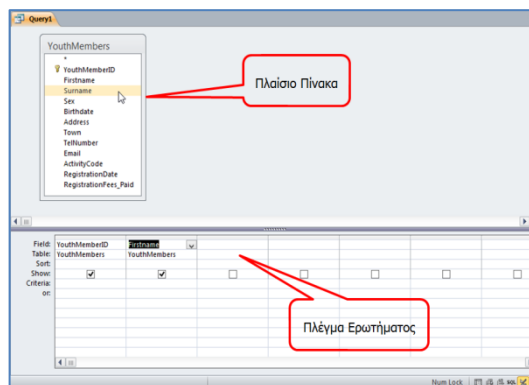 Query1
YouthMembers
*
YouthMemberID
Firstname
Surname
Sex
Birthdate
Address
Town
TelNumber
Email
ActivityCode
RegistrationDate
RegistrationFees_Paid
Πλαίσιο Πίνακα
Field: YouthMemberID Firstname
Table: YouthMembers YouthMembers
Sort:
Show:
Criteria:
or:
Πλέγμα Ερωτήματος
Num Lock